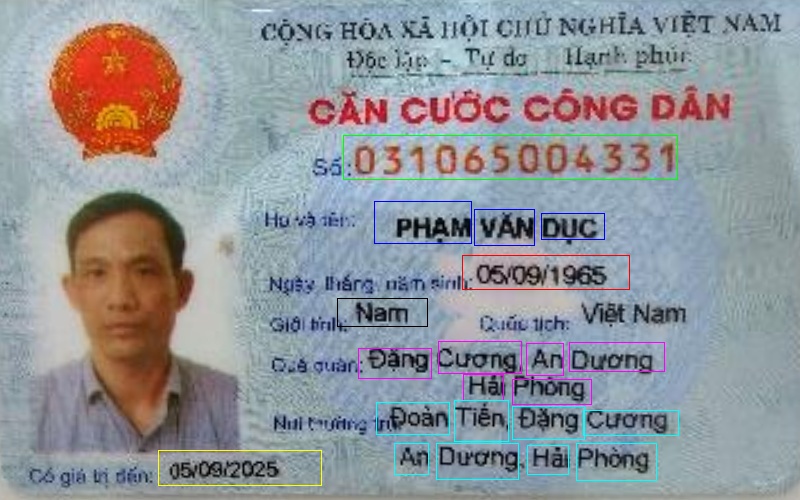 CỘNG HÒA XÃ HỘI CHỦ NGHĨA VIỆT NAM
Độc lập - Tự do - Hạnh phúc
CĂN CƯỚC CÔNG DÂN
Số: 031065004331
Họ và tên: PHẠM VĂN DỤC
Ngày, tháng, năm sinh: 05/09/1965
Giới tính: Nam Quốc tịch: Việt Nam
Quê quán: Đặng Cương, An Dương
Hải Phòng
Nơi thường trú: Đoàn Tiến, Đặng Cương
An Dương, Hải Phòng
Có giá trị đến: 05/09/2025